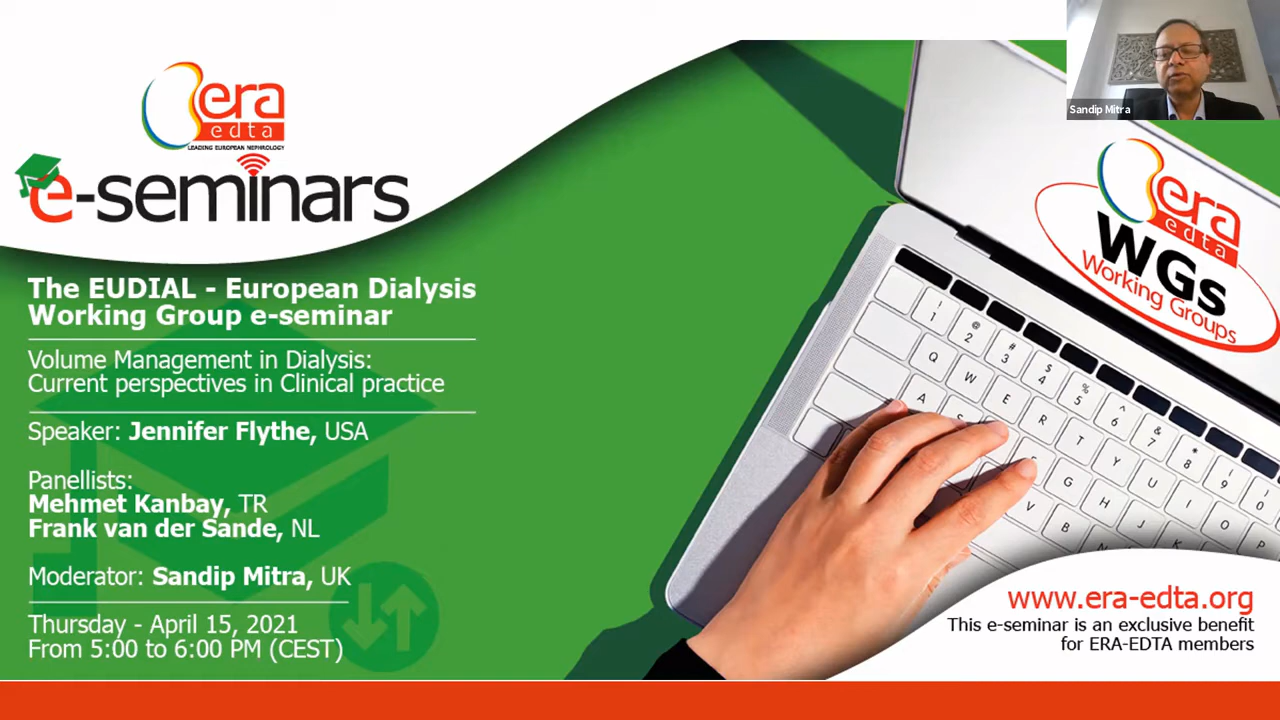 era
edta
LEADING EUROPEAN NEPHROLOGY
e-seminars
The EUDIAL - European Dialysis
Working Group e-seminar
Volume Management in Dialysis:
Current perspectives in Clinical practice
Speaker: Jennifer Flythe, USA
Panellists:
Mehmet Kanbay, TR
Frank van der Sande, NL
Moderator: Sandip Mitra, UK
Thursday - April 15, 2021
From 5:00 to 6:00 PM (CEST)
Sandip Mitra
era
edta
WGs
Working Groups
www.era-edta.org
This e-seminar is an exclusive benefit
for ERA-EDTA members